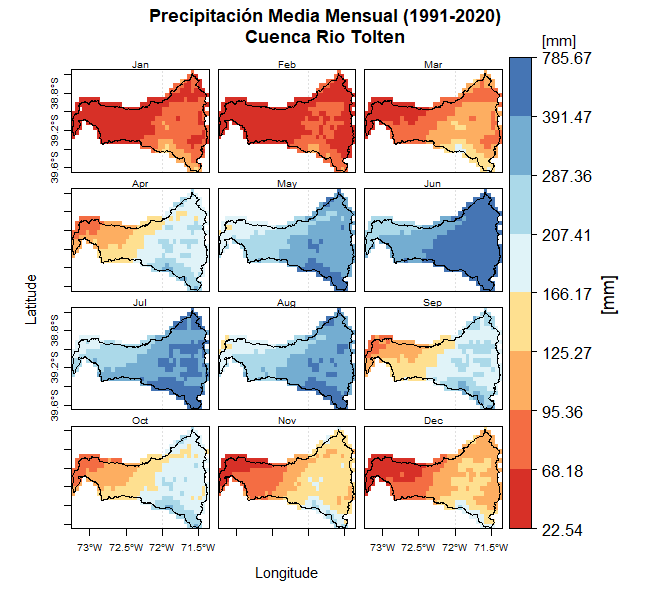 Precipitación Media Mensual (1991-2020)
Cuenca Rio Tolten
[mm]
Jan Feb Mar
38.8°S
39.2°S
39.6°S
Apr May Jun
Jul Aug Sep
38.8°S
39.2°S
39.6°S
Oct Nov Dec
73°W 72.5°W 72°W 71.5°W 73°W 72.5°W 72°W 71.5°W
Longitude
Latitude
785.67
391.47
287.36
207.41
166.17
125.27
95.36
68.18
22.54
[mm]